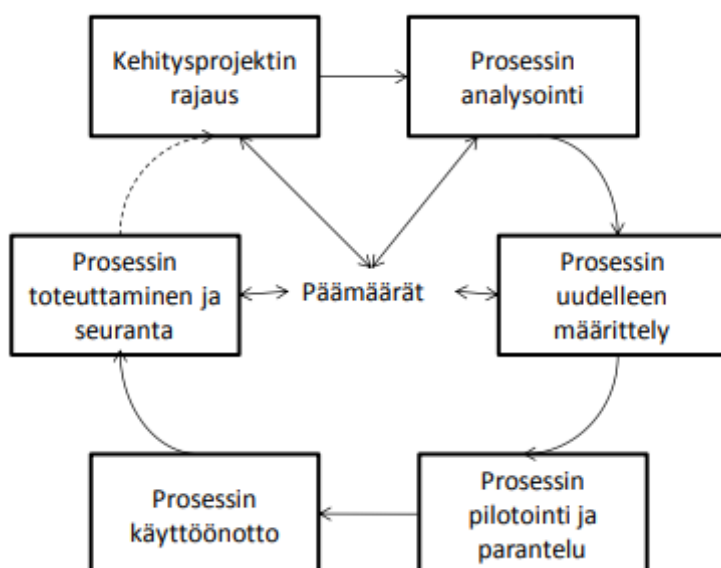 Kehitysprojektin
rajaus
Prosessin
analysointi
Prosessin
toteuttaminen ja
seuranta
Päämäärät
Prosessin
uudelleen
määrittely
Prosessin
käyttöönotto
Prosessin
pilotointi ja
parantelu